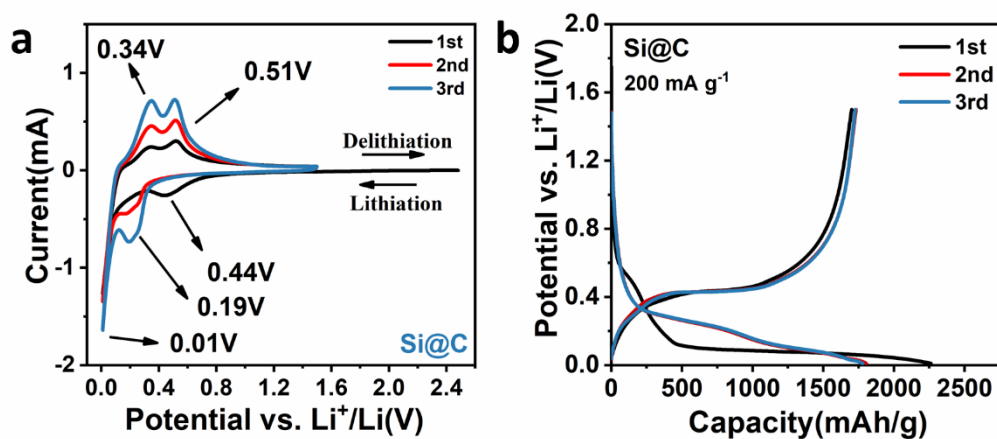 a
0.34V
0.51V
1st
2nd
3rd
Delithiation
Lithiation
0.44V
0.19V
0.01V
Si@C
1
0
-1
-2
Current(mA)
0.0 0.4 0.8 1.2 1.6 2.0 2.4
Potential vs. Li⁺/Li(V)
b
Si@C
200 mA g⁻¹
1st
2nd
3rd
2.0
1.6
1.2
0.8
0.4
0.0
Potential vs. Li⁺/Li(V)
0 500 1000 1500 2000 2500
Capacity(mAh/g)